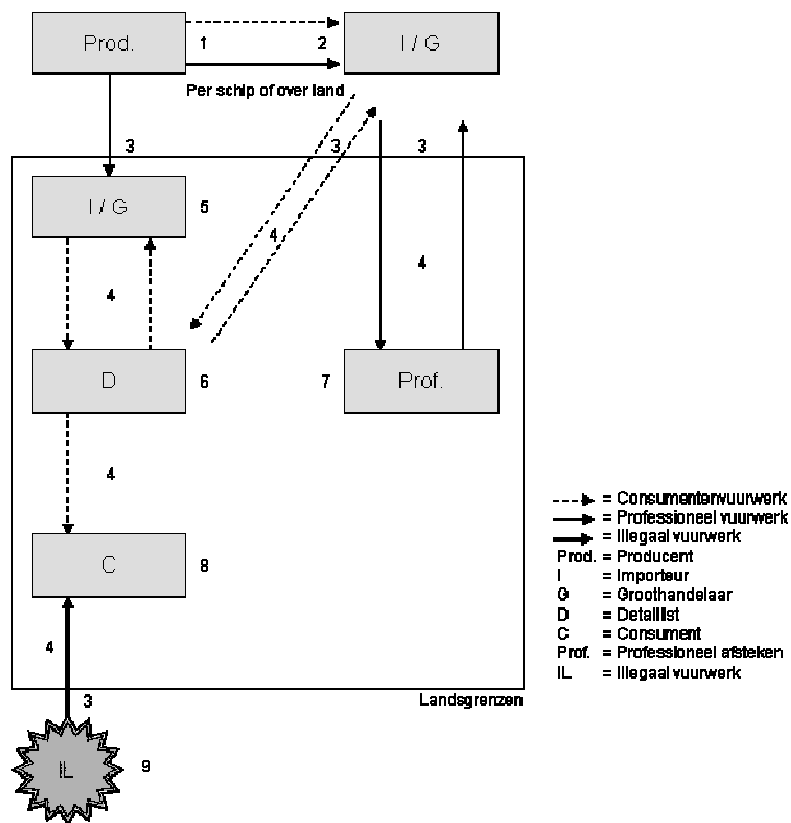 Prod. 1 2 I / G
Per schip of over land
3 3 3
I / G 5
4
4 4
D 6 7 Prof.
4
C 8
4
3
Landsgrenzen
IL 9
= Consumentenvuurwerk
= Professioneel vuurwerk
= Illegaal vuurwerk
Prod. = Producent
I = Importeur
G = Groothandelaar
D = Detaillist
C = Consument
Prof. = Professioneel afsteken
IL = Illegaal vuurwerk